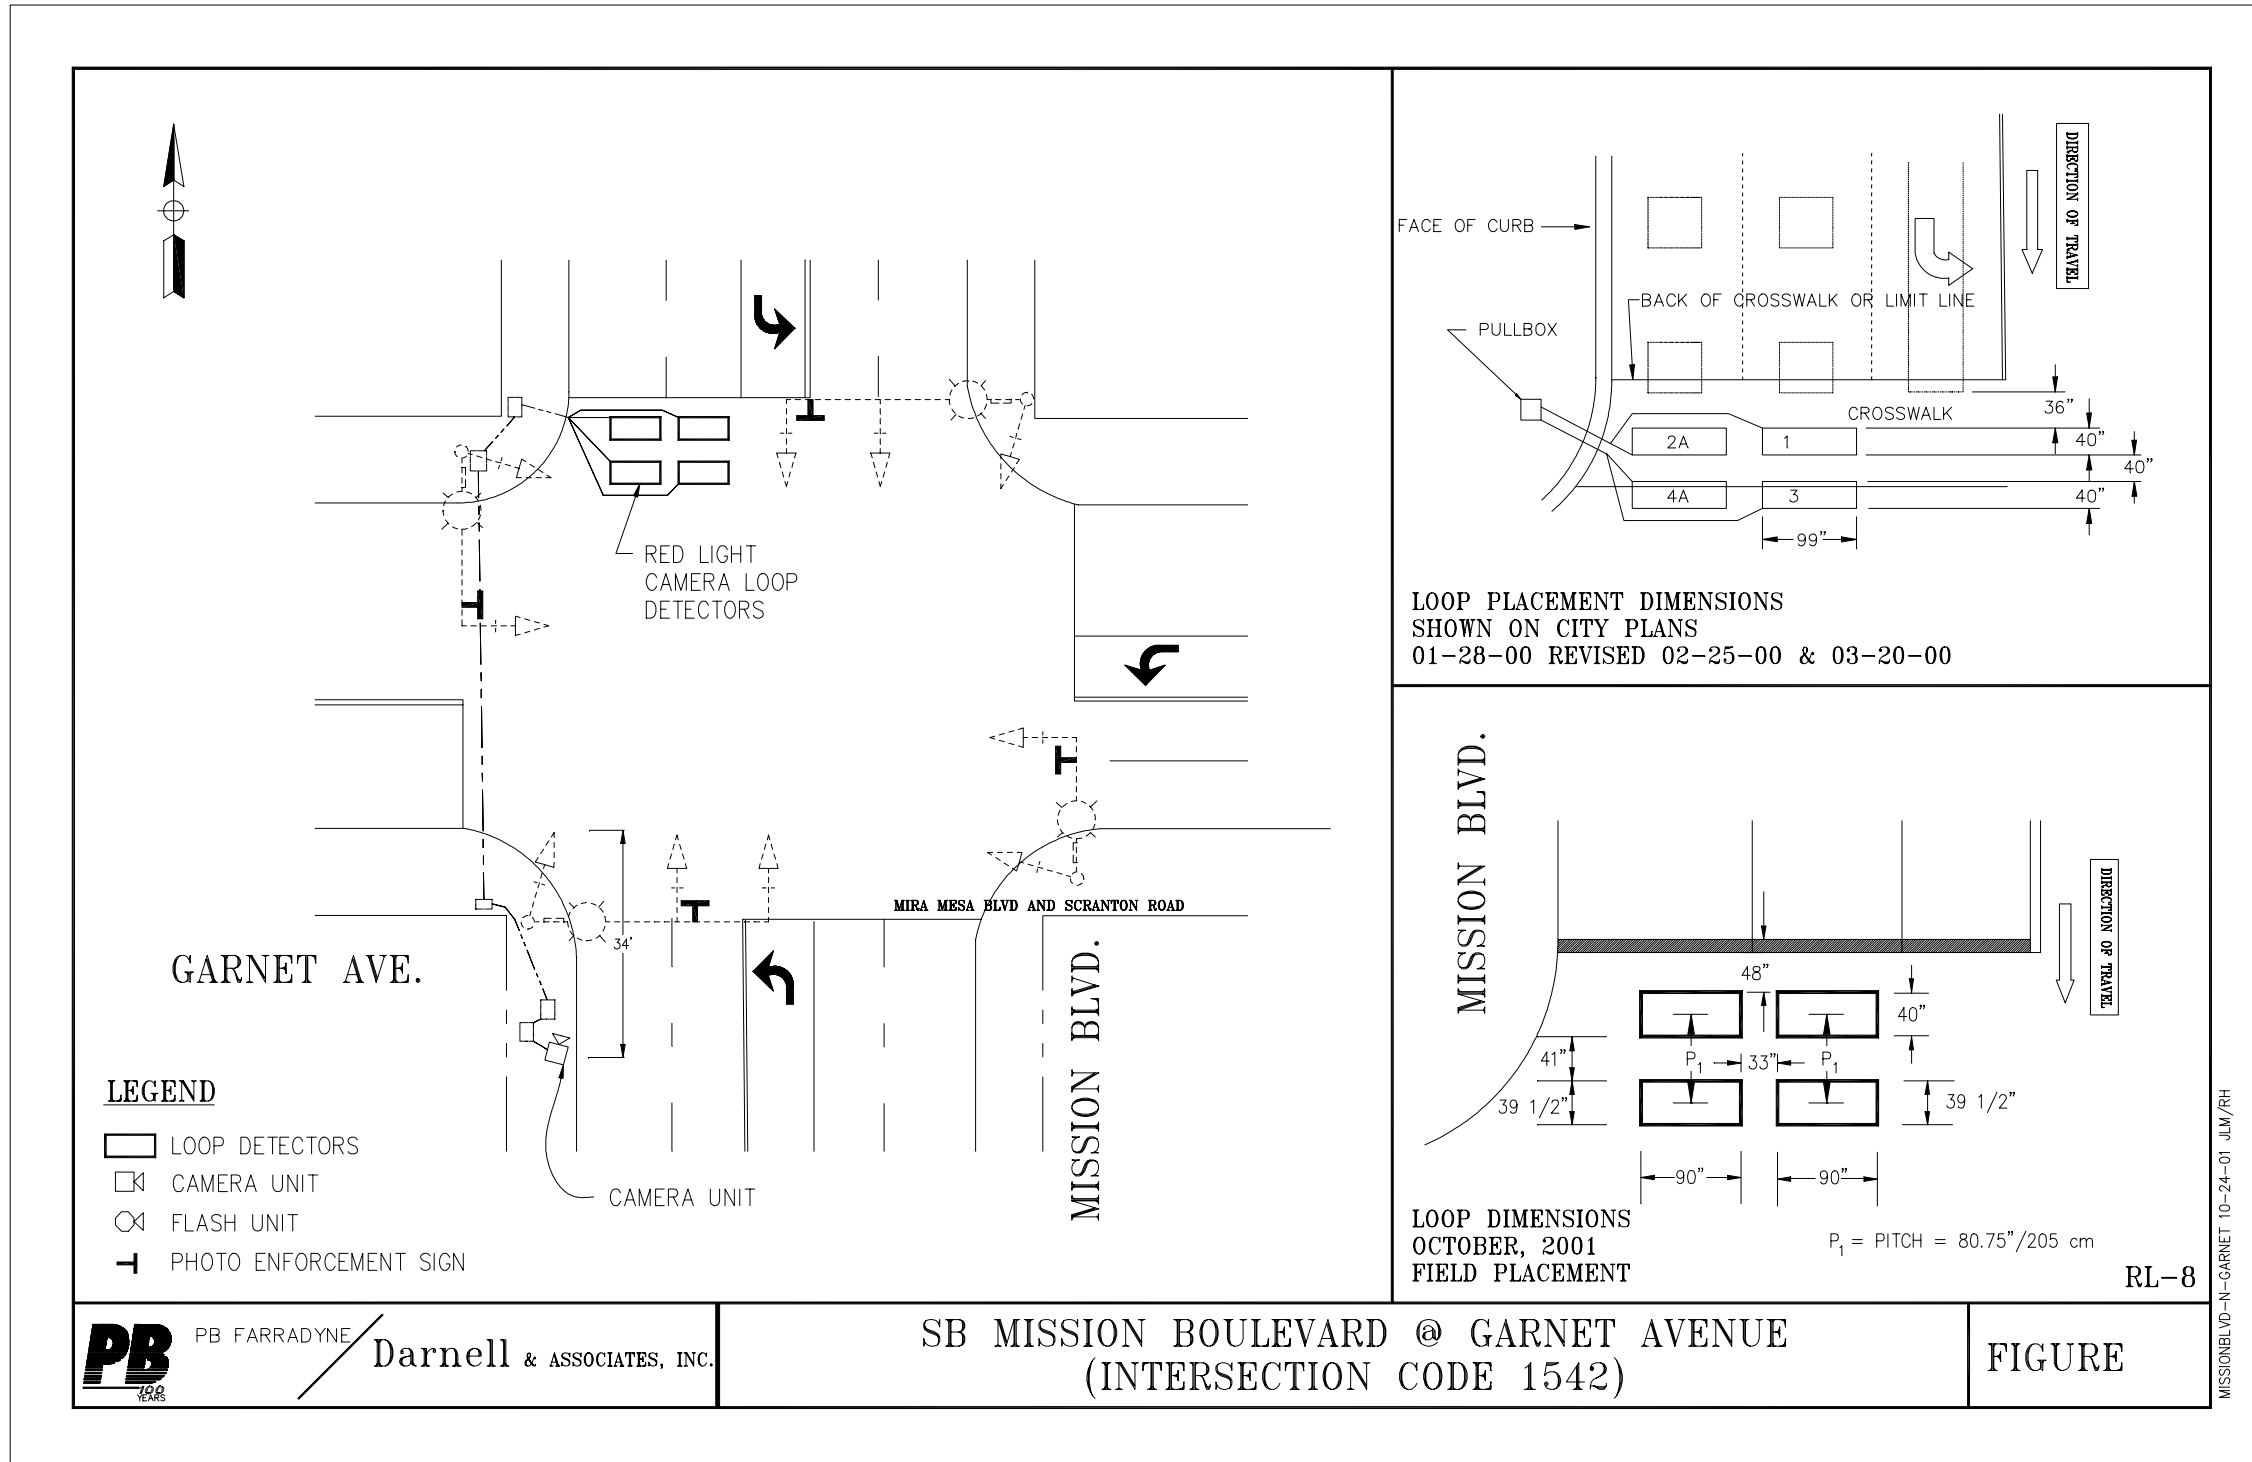 RED LIGHT
CAMERA LOOP
DETECTORS
34'
MIRA MESA BLVD AND SCRANTON ROAD
GARNET AVE.
MISSION BLVD.
CAMERA UNIT
LEGEND
LOOP DETECTORS
CAMERA UNIT
FLASH UNIT
PHOTO ENFORCEMENT SIGN
DIRECTION OF TRAVEL
FACE OF CURB
BACK OF CROSSWALK OR LIMIT LINE
PULLBOX
36"
CROSSWALK
2A
1
40"
40"
4A
3
40"
99"
LOOP PLACEMENT DIMENSIONS
SHOWN ON CITY PLANS
01-28-00 REVISED 02-25-00 & 03-20-00
MISSION BLVD.
DIRECTION OF TRAVEL
48"
40"
41"
P1
33"
P1
39 1/2"
39 1/2"
90"
90"
LOOP DIMENSIONS
OCTOBER, 2001
FIELD PLACEMENT
P1 = PITCH = 80.75"/205 cm
RL-8
MISSIONBLVD-N-GARNET 10-24-01 JLM/RH
PB
100
YEARS
PB FARRADYNE
Darnell & ASSOCIATES, INC.
SB MISSION BOULEVARD @ GARNET AVENUE
(INTERSECTION CODE 1542)
FIGURE